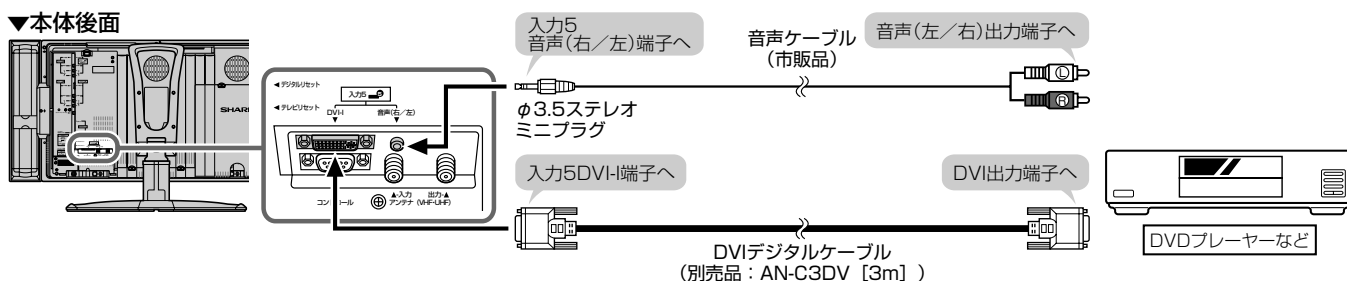 ▼本体後面
SHAR
◀デジタルリセット
◀テレビリセット
入力5
DVI-I
▼
音声(右／左)
▼
コントロール
▲-入力
アンテナ
出力-▲
(VHF-UHF)
入力5
音声(右／左)端子へ
φ3.5ステレオ
ミニプラグ
音声ケーブル
(市販品)
音声(左／右)出力端子へ
L
R
入力5DVI-I端子へ
DVI出力端子へ
DVIデジタルケーブル
(別売品：AN-C3DV［3m］)
DVDプレーヤーなど